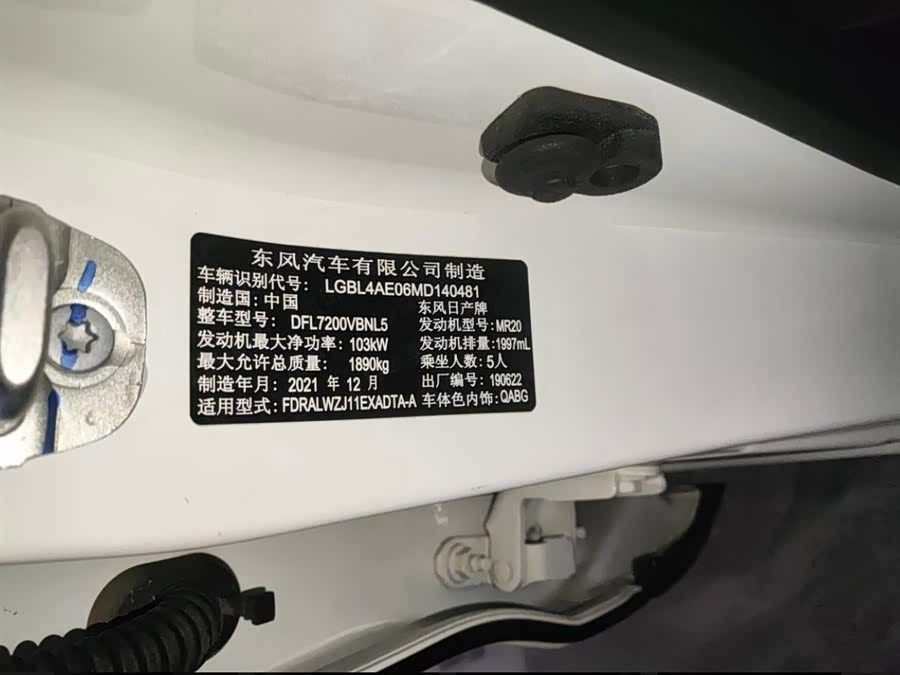 东风汽车有限公司制造
车辆识别代号: LGBL4AE06MD140481
制造国: 中国 东风日产牌
整车型号: DFL7200VBNL5 发动机型号: MR20
发动机最大净功率: 103kW 发动机排量: 1997mL
最大允许总质量: 1890kg 乘坐人数: 5人
制造年月: 2021 年 12 月 出厂编号: 190622
适用型式: FDRALWZJ11EXADTA-A 车体色内饰: QABG